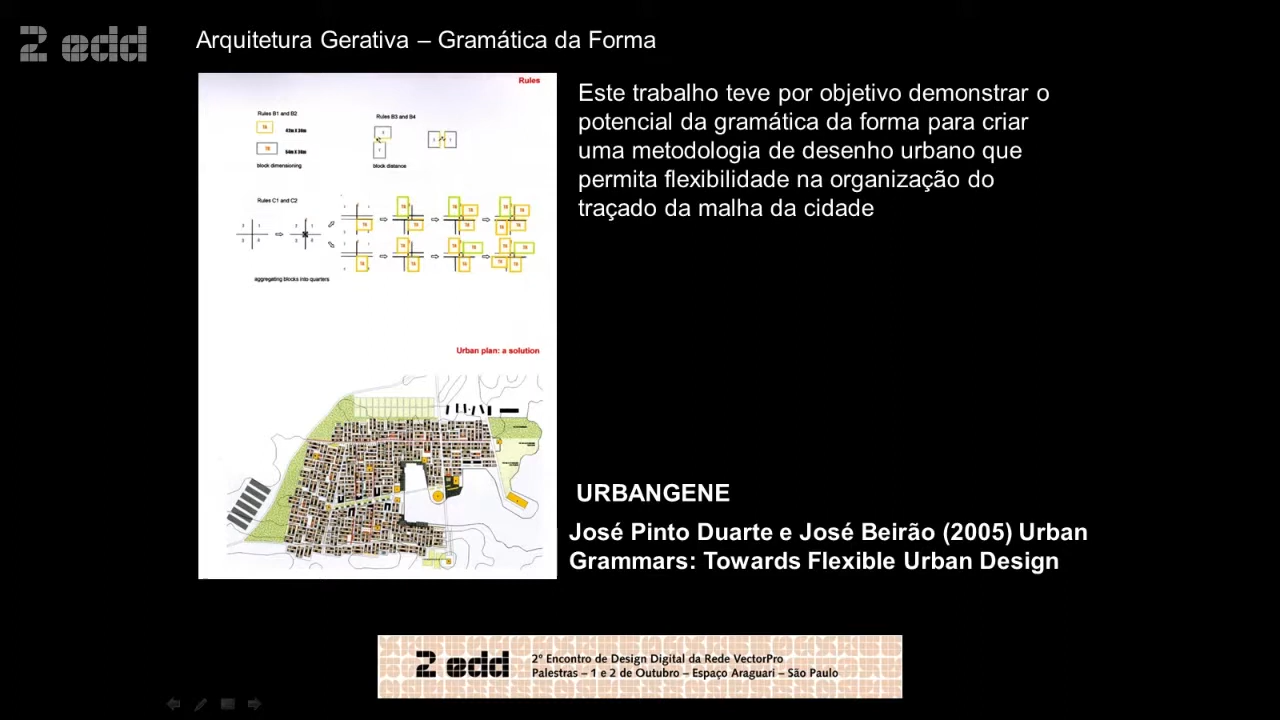 2 edd
Arquitetura Gerativa – Gramática da Forma
Rules
Rules B1 and B2
Rules B3 and B4
block dimensioning
block distance
Rules C1 and C2
aggregating blocks into quarters
Urban plan: a solution
Este trabalho teve por objetivo demonstrar o
potencial da gramática da forma para criar
uma metodologia de desenho urbano que
permita flexibilidade na organização do
traçado da malha da cidade
URBANGENE
José Pinto Duarte e José Beirão (2005) Urban
Grammars: Towards Flexible Urban Design
2 edd
2º Encontro de Design Digital da Rede VectorPro
Palestras – 1 e 2 de Outubro – Espaço Araguari – São Paulo